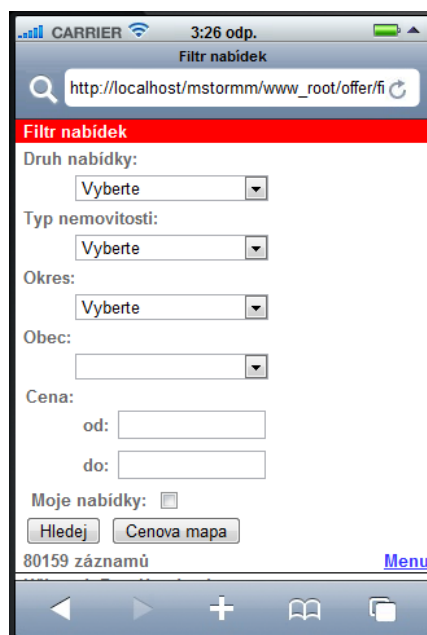 CARRIER 3:26 odp.
Filtr nabídek
http://localhost/mstormm/www_root/offer/fi
Filtr nabídek
Druh nabídky:
Vyberte
Typ nemovitosti:
Vyberte
Okres:
Vyberte
Obec:
Cena:
od:
do:
Moje nabídky:
Hledej Cenova mapa
80159 záznamů Menu